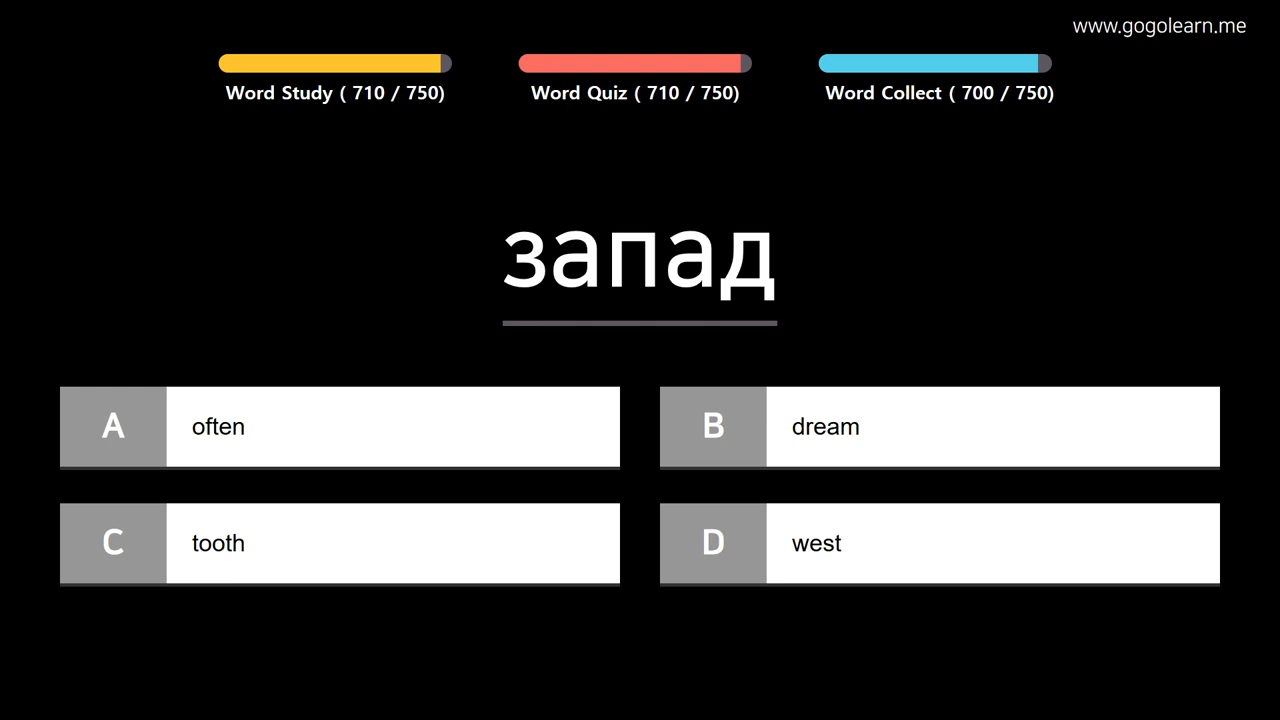 www.gogolearn.me
Word Study ( 710 / 750)
Word Quiz ( 710 / 750)
Word Collect ( 700 / 750)
запад
A often
B dream
C tooth
D west